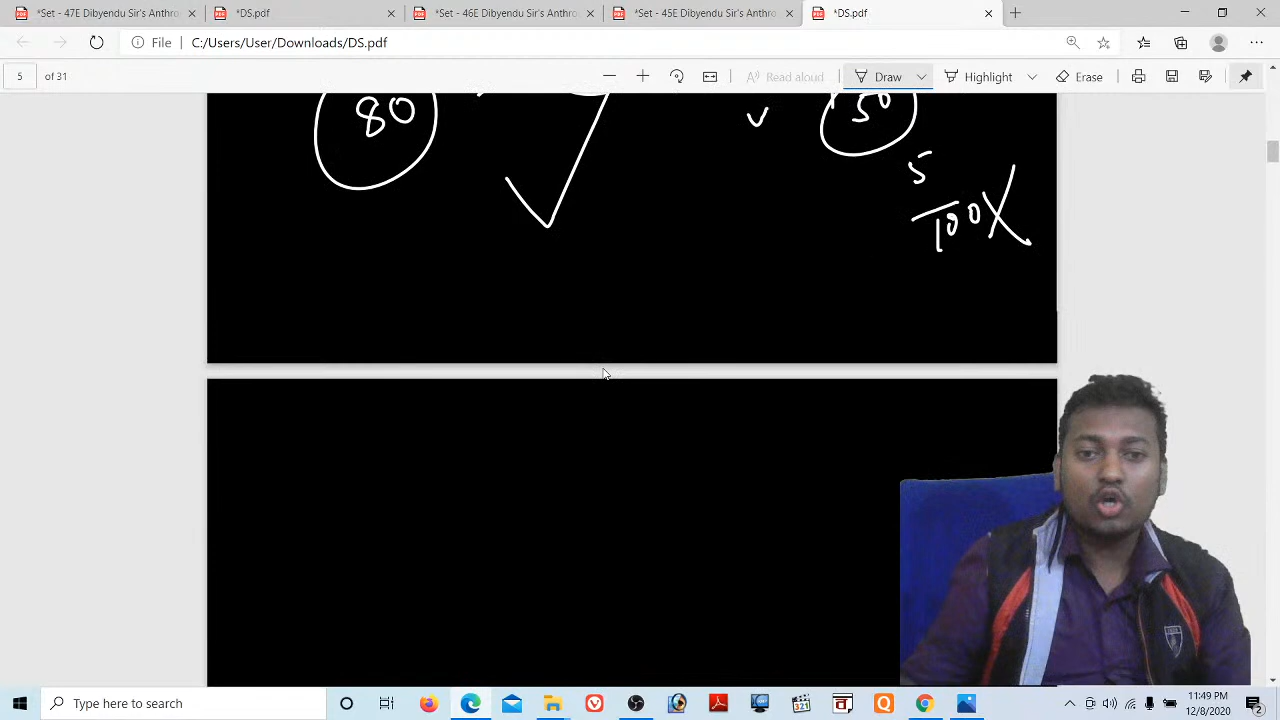 *Set - 47E Dibyendu Sir's Anthro
*DS.pdf
*Set - 46E Dibyendu Sir's Anthro
*Set - 45E Dibyendu Sir's Anthro
*DS.pdf
File
C:/Users/User/Downloads/DS.pdf
5 of 31
Read aloud
Draw
Highlight
Erase
80
v
5
100
Type here to search
11:49 PM
12/8/2020